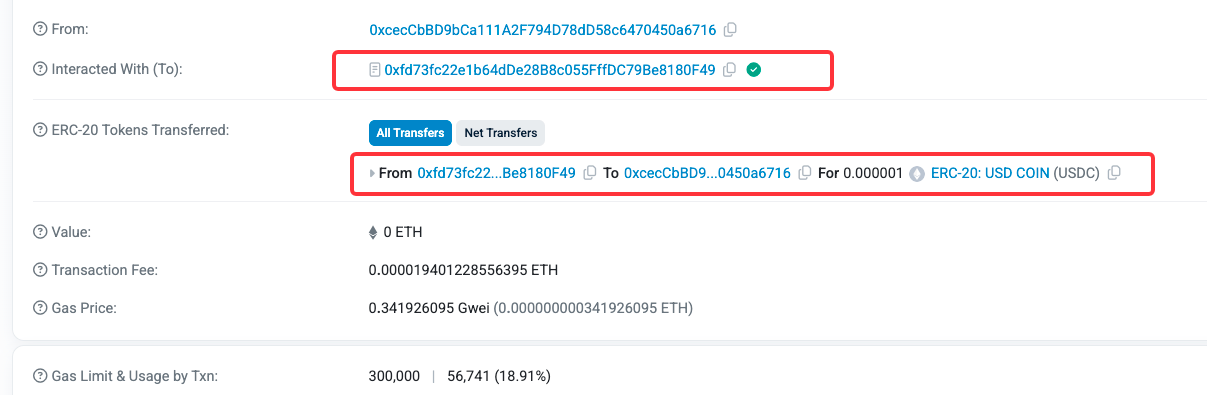 From: 0xcecCbBD9bCa111A2F794D78dD58c6470450a6716
Interacted With (To): 0xfd73fc22e1b64dDe28B8c055FffDC79Be8180F49
ERC-20 Tokens Transferred: All Transfers Net Transfers
From 0xfd73fc22...Be8180F49 To 0xcecCbBD9...0450a6716 For 0.000001 ERC-20: USD COIN (USDC)
Value: 0 ETH
Transaction Fee: 0.000019401228556395 ETH
Gas Price: 0.341926095 Gwei (0.000000000341926095 ETH)
Gas Limit & Usage by Txn: 300,000 | 56,741 (18.91%)